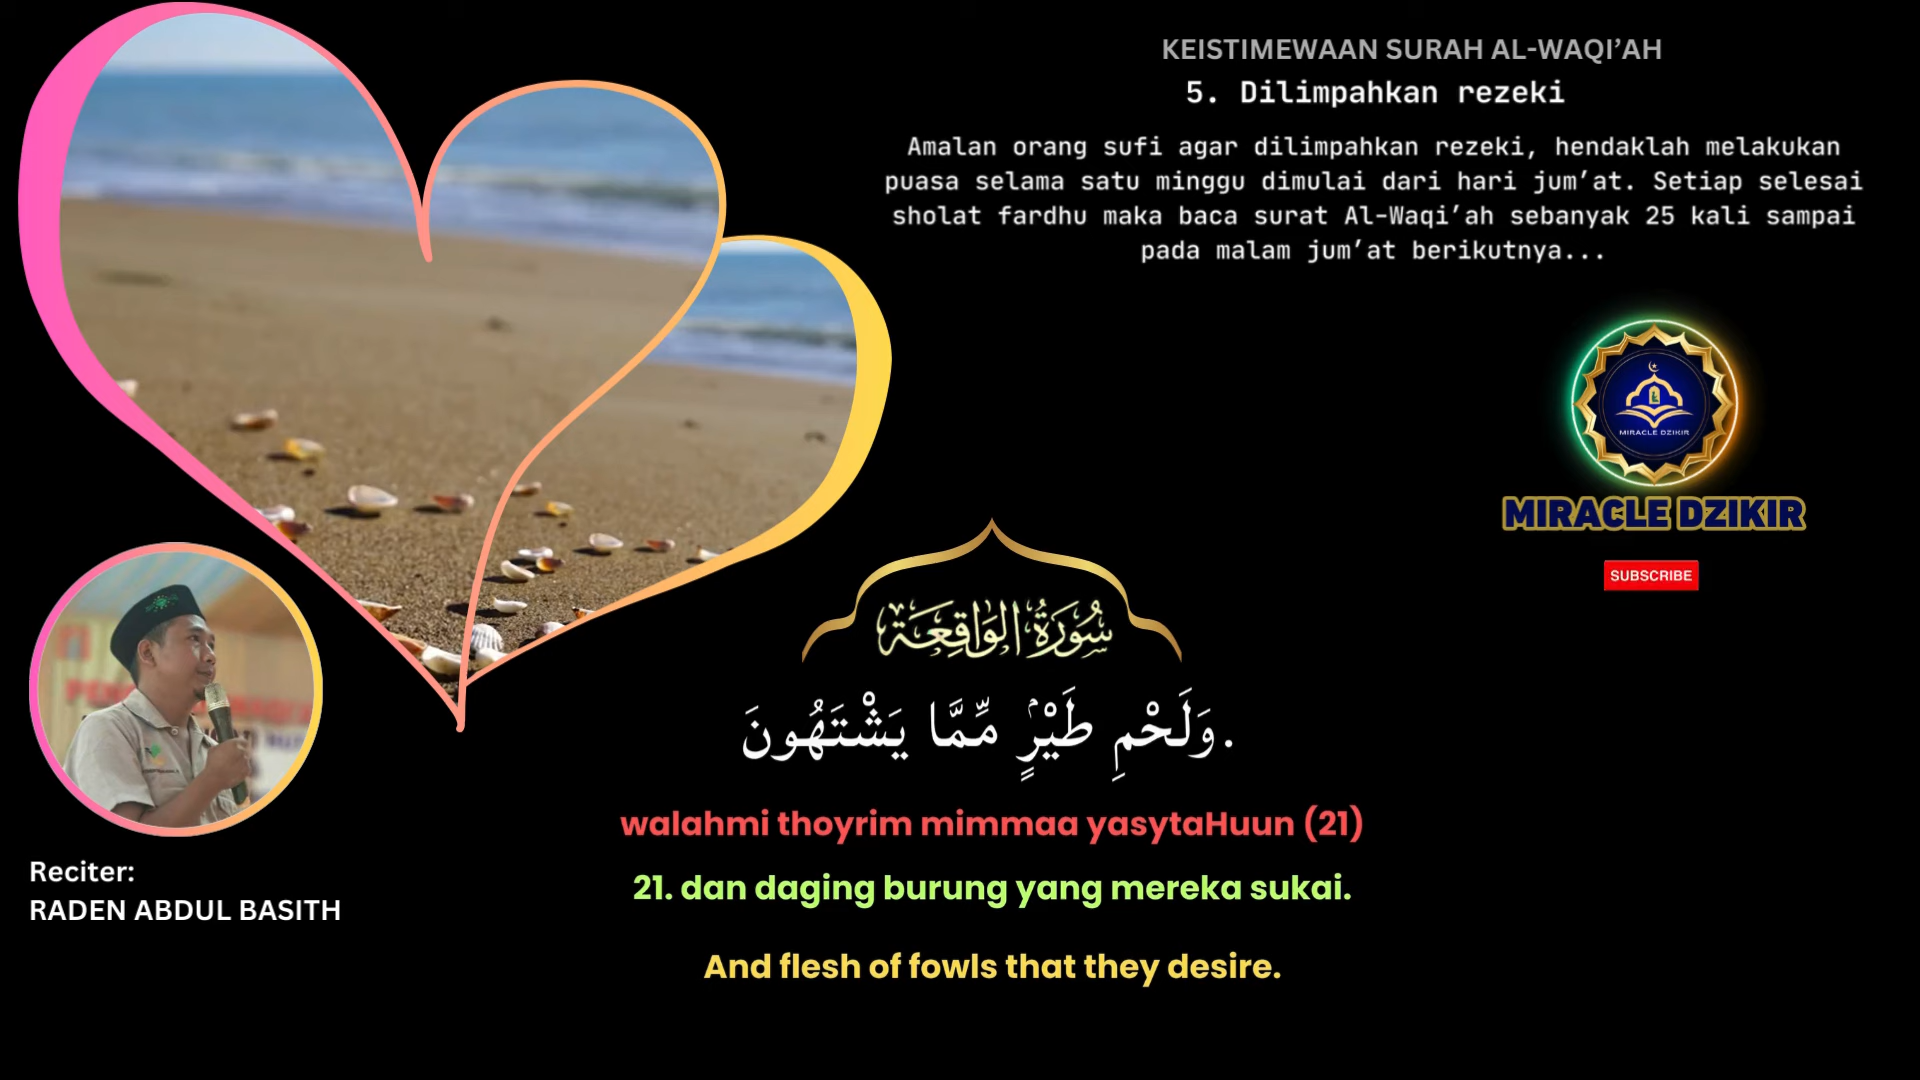 KEISTIMEWAAN SURAH AL-WAQI’AH
5. Dilimpahkan rezeki
Amalan orang sufi agar dilimpahkan rezeki, hendaklah melakukan
puasa selama satu minggu dimulai dari hari jum’at. Setiap selesai
sholat fardhu maka baca surat Al-Waqi’ah sebanyak 25 kali sampai
pada malam jum’at berikutnya...
MIRACLE DZIKIR
MIRACLE DZIKIR
SUBSCRIBE
سُورَةُ الوَاقِعَة
.وَلَحْمِ طَيْرٍۢ مِّمَّا يَشْتَهُونَ
walahmi thoyrim mimmaa yasytaHuun (21)
21. dan daging burung yang mereka sukai.
And flesh of fowls that they desire.
Reciter:
RADEN ABDUL BASITH